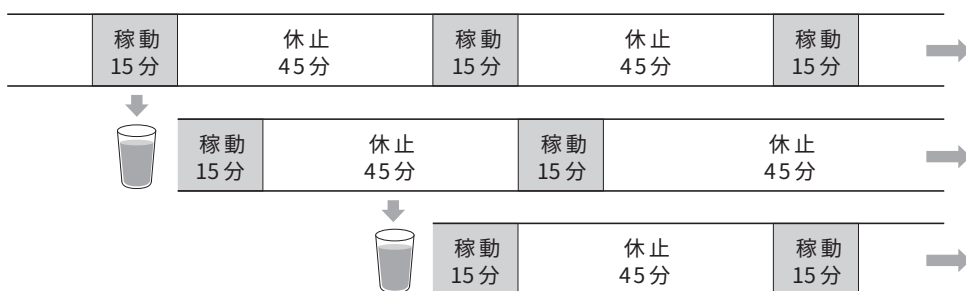 稼動 休止 稼動 休止 稼動
15分 45分 15分 45分 15分
稼動 休止 稼動 休止
15分 45分 15分 45分
稼動 休止 稼動
15分 45分 15分